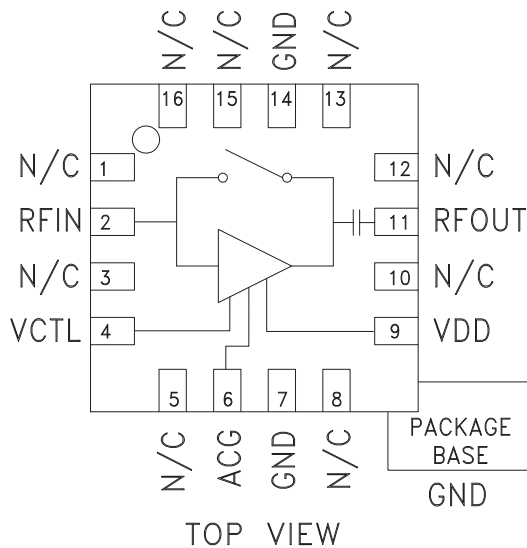 N/C N/C GND N/C
16 15 14 13
N/C 1 12 N/C
RFIN 2 11 RFOUT
N/C 3 10 N/C
VCTL 4 9 VDD
5 6 7 8
N/C ACG GND N/C
PACKAGE
BASE
GND
TOP VIEW